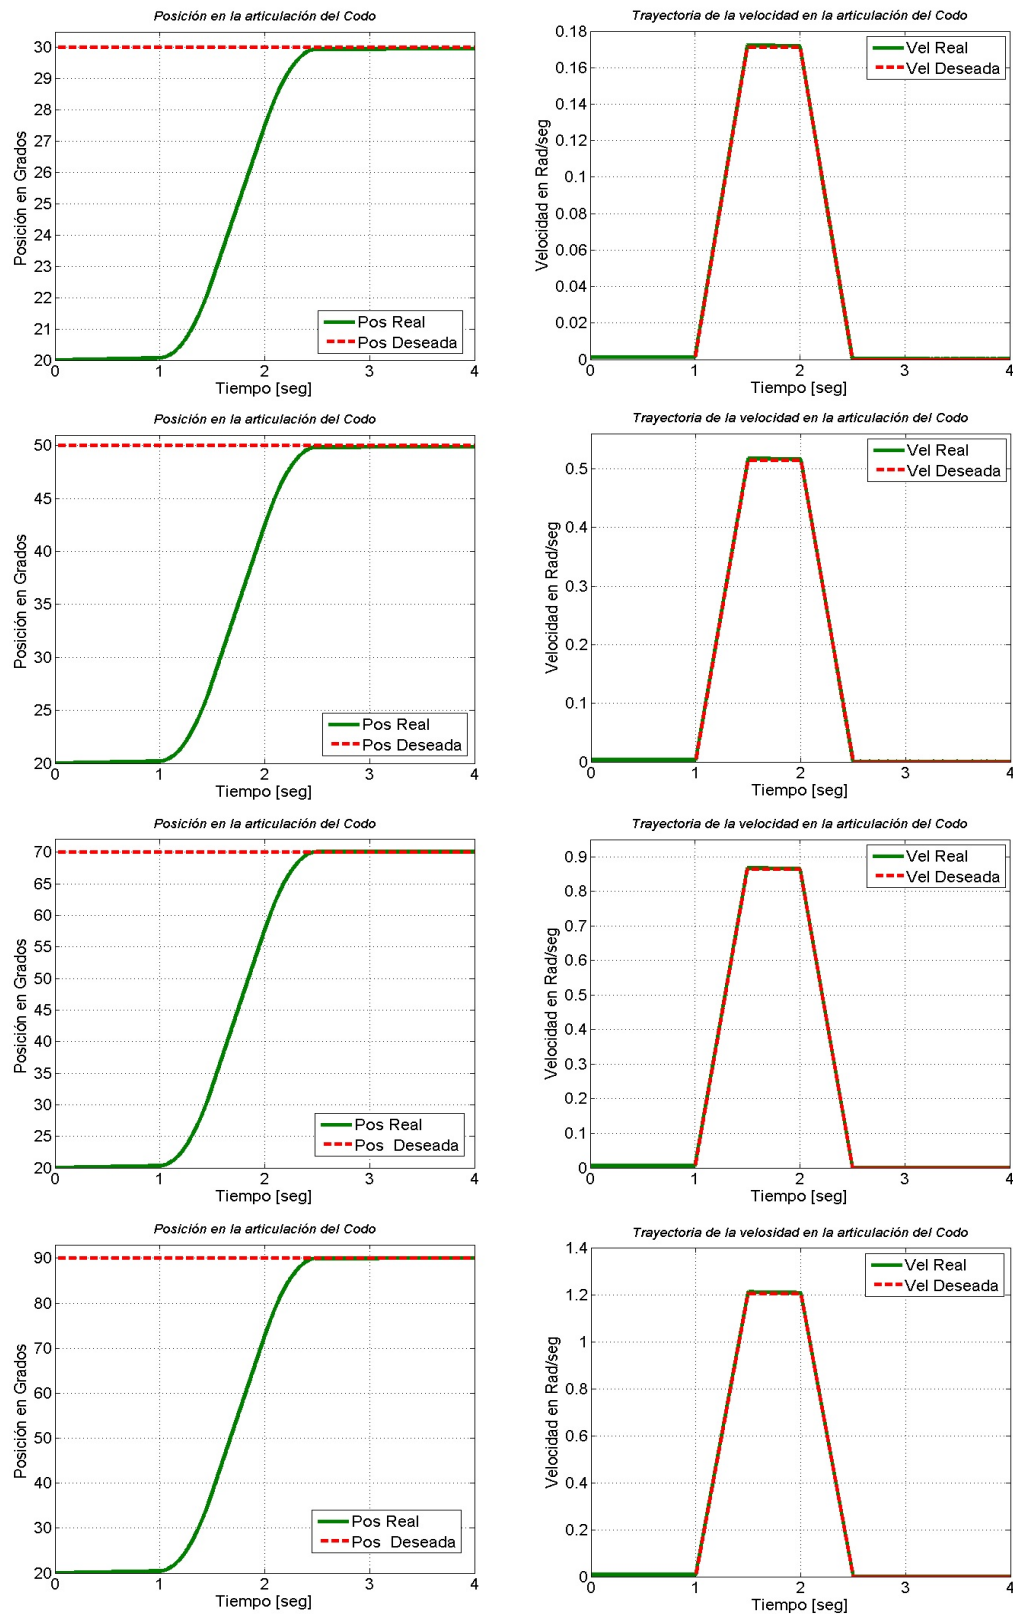 Posición en la articulación del Codo
30
29
28
27
26
25
24
23
22
21
20
Posición en Grados
Pos Real
Pos Deseada
0 1 2 3 4
Tiempo [seg]
Trayectoria de la velocidad en la articulación del Codo
0.18
0.16
0.14
0.12
0.1
0.08
0.06
0.04
0.02
0
Velocidad en Rad/seg
Vel Real
Vel Deseada
0 1 2 3 4
Tiempo [seg]
Posición en la articulación del Codo
50
45
40
35
30
25
20
Posición en Grados
Pos Real
Pos Deseada
0 1 2 3 4
Tiempo [seg]
Trayectoria de la velocidad en la articulación del Codo
0.5
0.4
0.3
0.2
0.1
0
Velocidad en Rad/seg
Vel Real
Vel Deseada
0 1 2 3 4
Tiempo [seg]
Posición en la articulación del Codo
70
65
60
55
50
45
40
35
30
25
20
Posición en Grados
Pos Real
Pos Deseada
0 1 2 3 4
Tiempo [seg]
Trayectoria de la velocidad en la articulación del Codo
0.9
0.8
0.7
0.6
0.5
0.4
0.3
0.2
0.1
0
Velocidad en Rad/seg
Vel Real
Vel Deseada
0 1 2 3 4
Tiempo [seg]
Posición en la articulación del Codo
90
80
70
60
50
40
30
20
Posición en Grados
Pos Real
Pos Deseada
0 1 2 3 4
Tiempo [seg]
Trayectoria de la velosidad en la articulación del Codo
1.4
1.2
1
0.8
0.6
0.4
0.2
0
Velocidad en Rad/seg
Vel Real
Vel Deseada
0 1 2 3 4
Tiempo [seg]